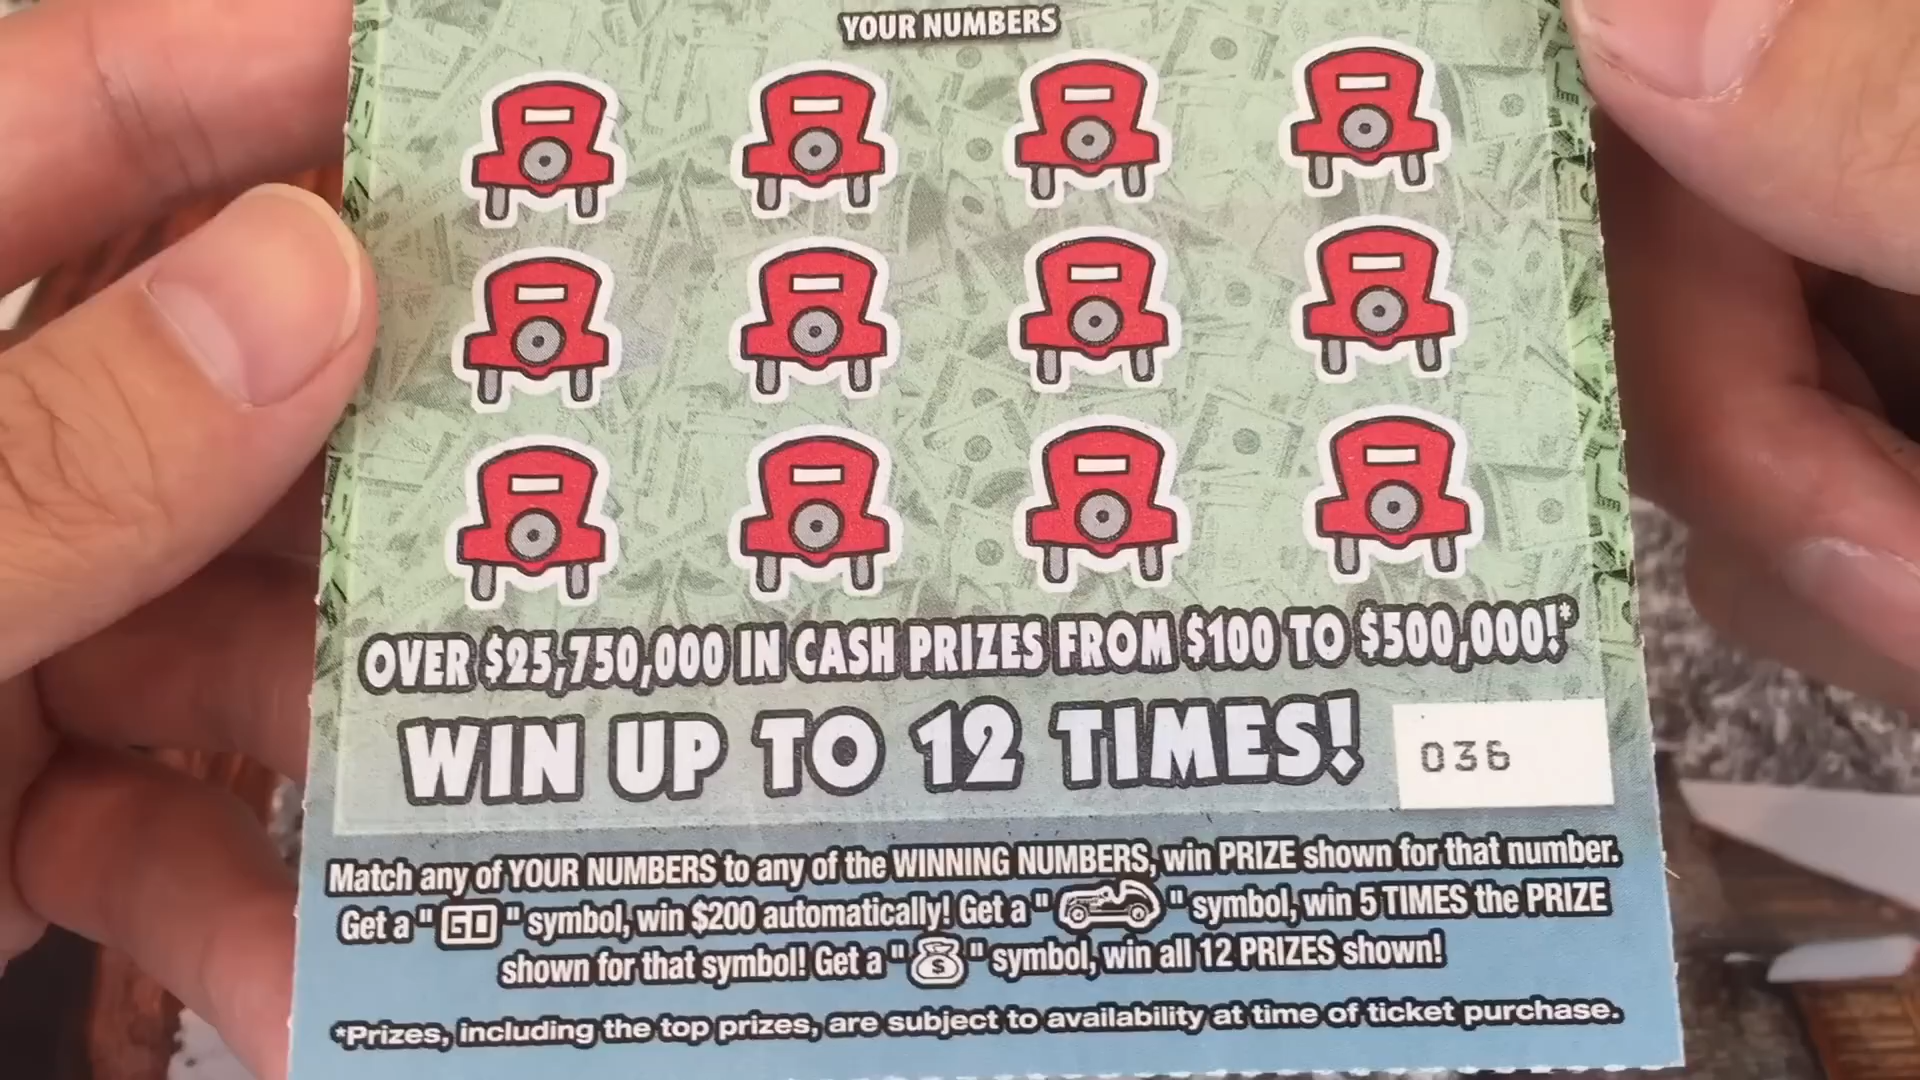 YOUR NUMBERS
OVER $25,750,000 IN CASH PRIZES FROM $100 TO $500,000!*
WIN UP TO 12 TIMES!
036
Match any of YOUR NUMBERS to any of the WINNING NUMBERS, win PRIZE shown for that number.
Get a "GO" symbol, win $200 automatically! Get a " " symbol, win 5 TIMES the PRIZE
shown for that symbol! Get a "$" symbol, win all 12 PRIZES shown!
*Prizes, including the top prizes, are subject to availability at time of ticket purchase.